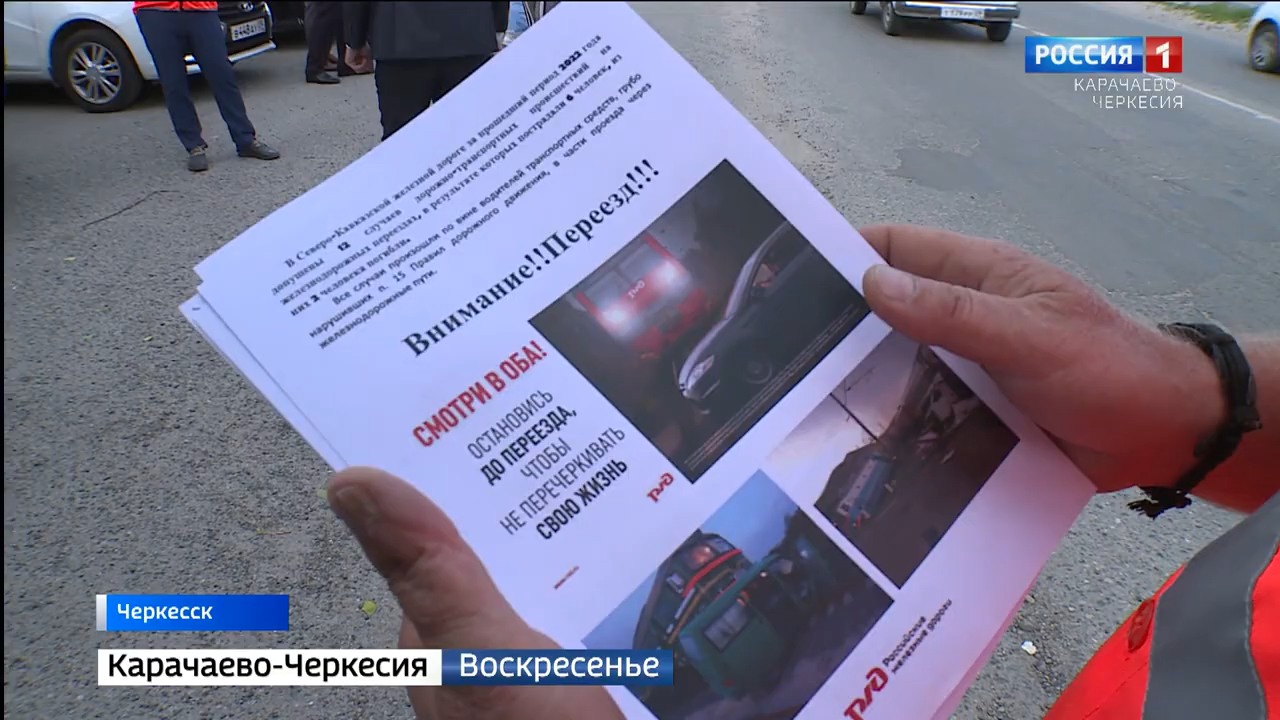 РОССИЯ 1
КАРАЧАЕВО-
ЧЕРКЕСИЯ
В Северо-Кавказской железной дороге за прошедший период 2022 года
допущены 12 случаев дорожно-транспортных происшествий на
железнодорожных переездах, в результате которых пострадали 6 человек, из
них 2 человека погибли.
Все случаи произошли по вине водителей транспортных средств, грубо
нарушивших п. 15 Правил дорожного движения, в части проезда через
железнодорожные пути.
Внимание!!Переезд!!!
СМОТРИ В ОБА!
ОСТАНОВИСЬ
ДО ПЕРЕЕЗДА,
ЧТОБЫ
НЕ ПЕРЕЧЕРКИВАТЬ
СВОЮ ЖИЗНЬ
РЖД
РЖД
РЖД Российские
железные дороги
Черкесск
Карачаево-Черкесия Воскресенье